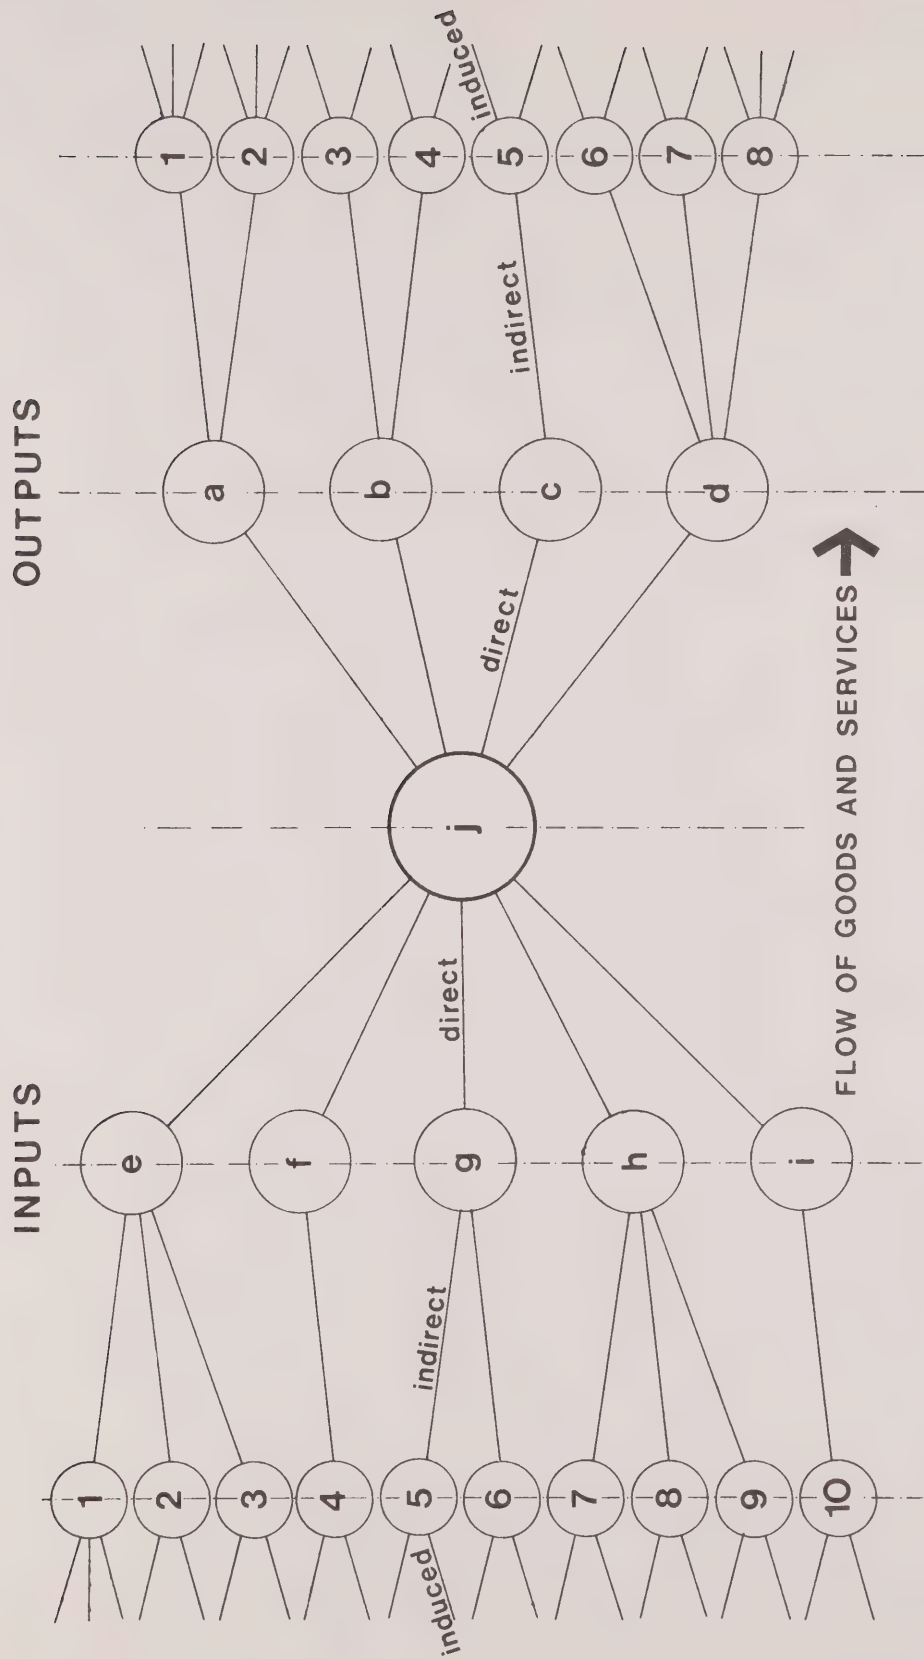 INPUTS
OUTPUTS
1
2
3
4
5
6
7
8
9
10
induced
indirect
e
f
g
h
i
direct
j
direct
a
b
c
d
indirect
1
2
3
4
5
6
7
8
induced
FLOW OF GOODS AND SERVICES